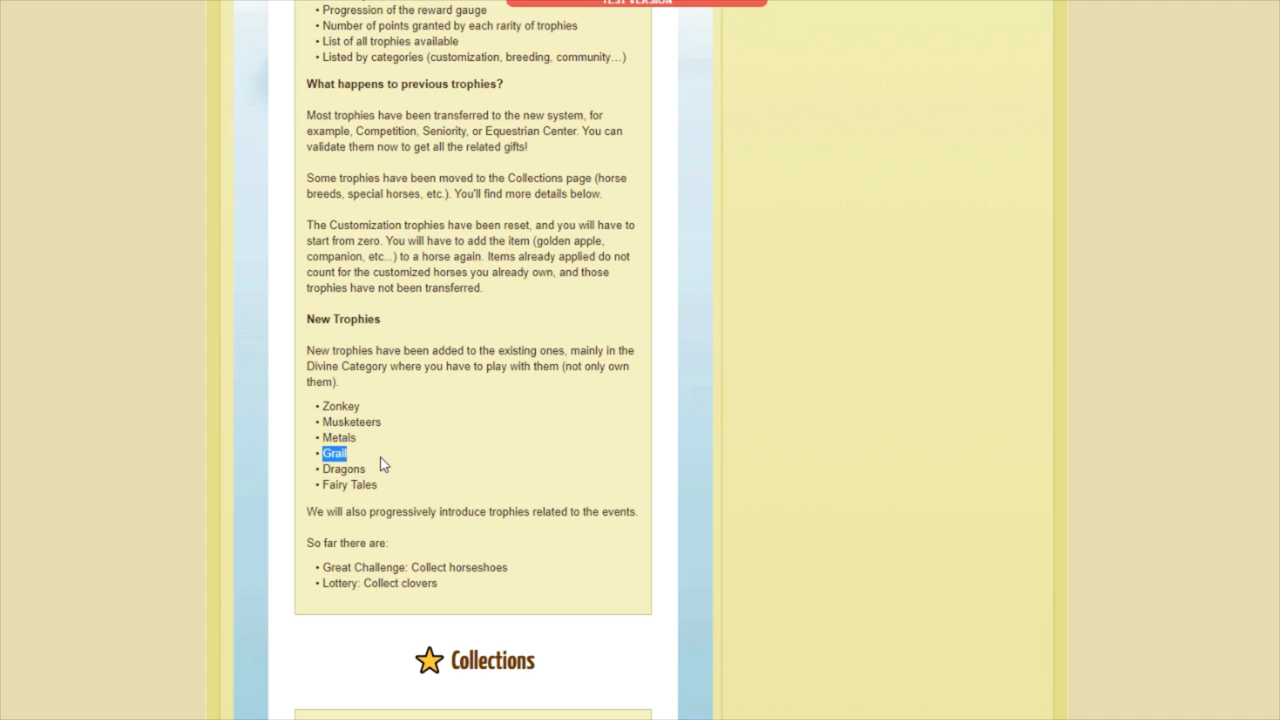 TEST VERSION
• Progression of the reward gauge
• Number of points granted by each rarity of trophies
• List of all trophies available
• Listed by categories (customization, breeding, community…)
What happens to previous trophies?
Most trophies have been transferred to the new system, for
example, Competition, Seniority, or Equestrian Center. You can
validate them now to get all the related gifts!
Some trophies have been moved to the Collections page (horse
breeds, special horses, etc.). You'll find more details below.
The Customization trophies have been reset, and you will have to
start from zero. You will have to add the item (golden apple,
companion, etc...) to a horse again. Items already applied do not
count for the customized horses you already own, and those
trophies have not been transferred.
New Trophies
New trophies have been added to the existing ones, mainly in the
Divine Category where you have to play with them (not only own
them).
• Zonkey
• Musketeers
• Metals
• Grail
• Dragons
• Fairy Tales
We will also progressively introduce trophies related to the events.
So far there are:
• Great Challenge: Collect horseshoes
• Lottery: Collect clovers
Collections